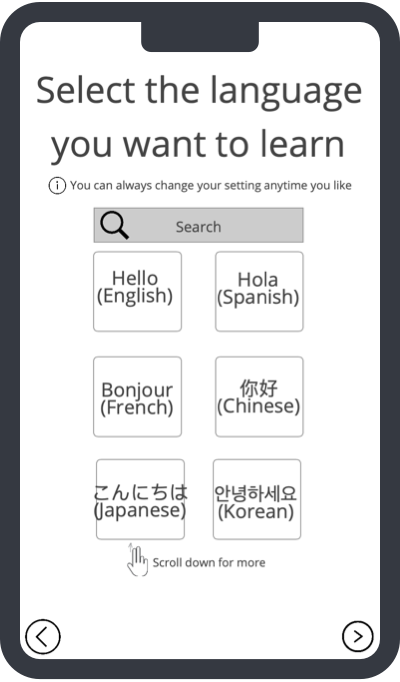 Select the language
you want to learn
You can always change your setting anytime you like
Search
Hello
(English)
Hola
(Spanish)
Bonjour
(French)
你好
(Chinese)
こんにちは
(Japanese)
안녕하세요
(Korean)
Scroll down for more